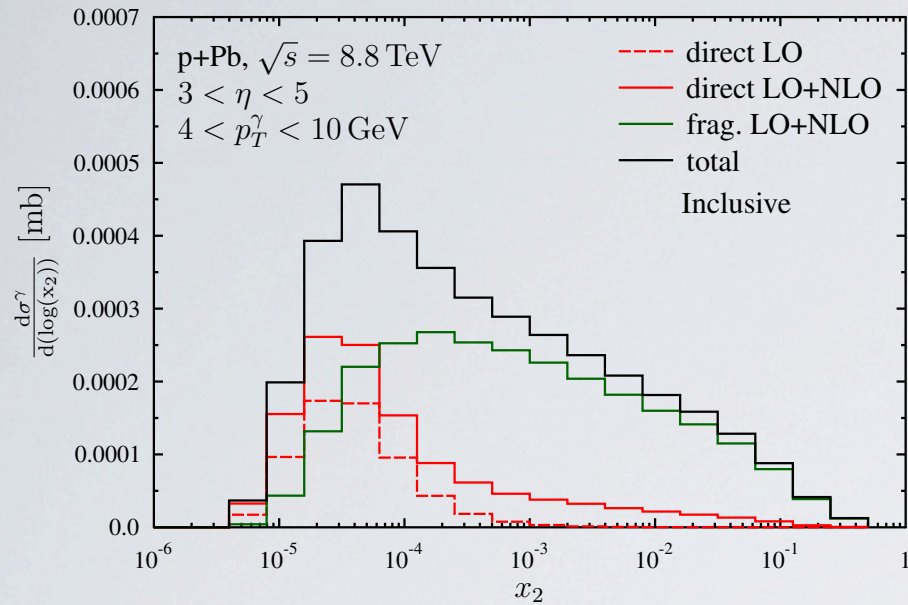 0.0007
0.0006
0.0005
0.0004
0.0003
0.0002
0.0001
0.0
dσ^γ/d(log(x₂)) [mb]
p+Pb, √s = 8.8 TeV
3 < η < 5
4 < p_T^γ < 10 GeV
direct LO
direct LO+NLO
frag. LO+NLO
total
Inclusive
10^-6 10^-5 10^-4 10^-3 10^-2 10^-1 1
x₂